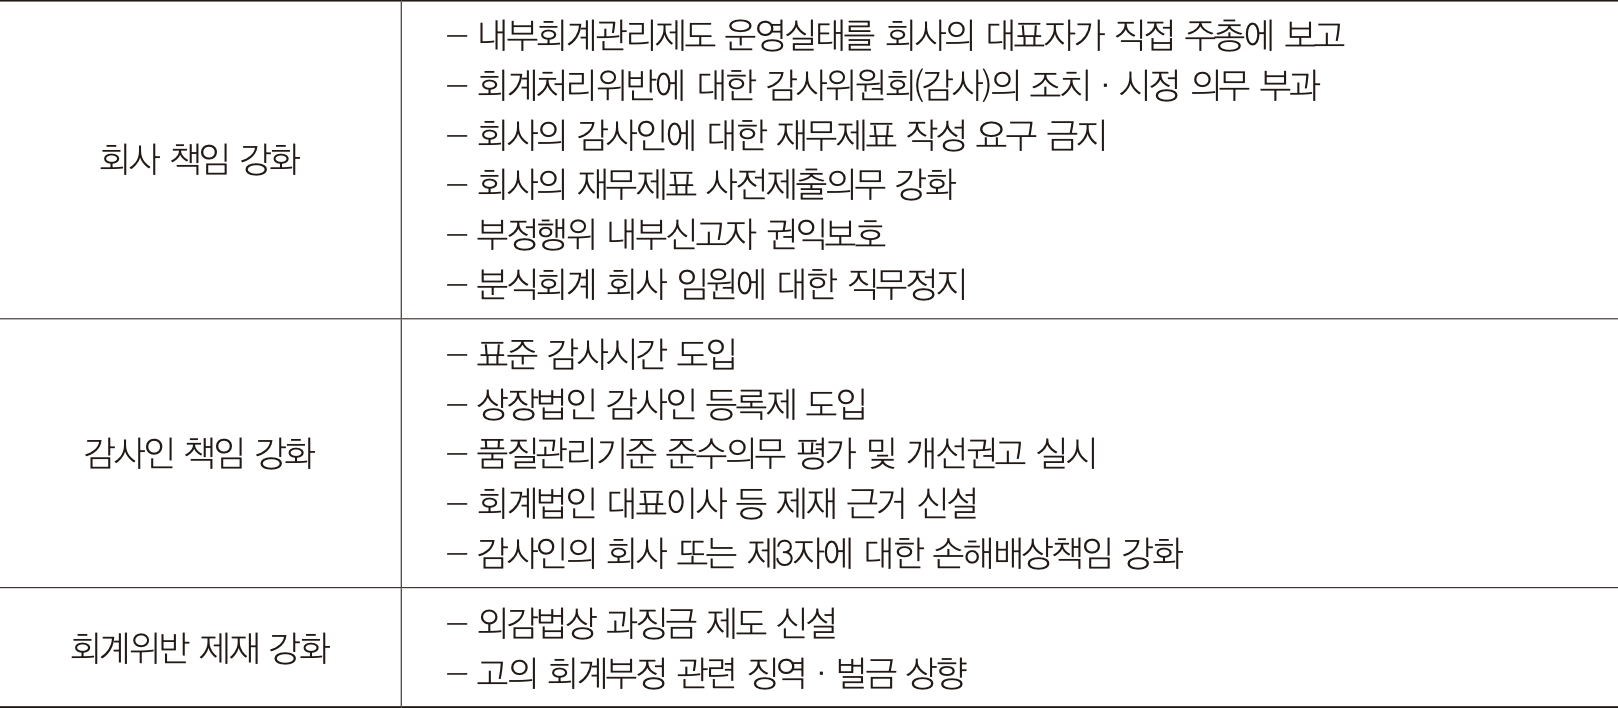 회사 책임 강화
– 내부회계관리제도 운영실태를 회사의 대표자가 직접 주총에 보고
– 회계처리위반에 대한 감사위원회(감사)의 조치 · 시정 의무 부과
– 회사의 감사인에 대한 재무제표 작성 요구 금지
– 회사의 재무제표 사전제출의무 강화
– 부정행위 내부신고자 권익보호
– 분식회계 회사 임원에 대한 직무정지
감사인 책임 강화
– 표준 감사시간 도입
– 상장법인 감사인 등록제 도입
– 품질관리기준 준수의무 평가 및 개선권고 실시
– 회계법인 대표이사 등 제재 근거 신설
– 감사인의 회사 또는 제3자에 대한 손해배상책임 강화
회계위반 제재 강화
– 외감법상 과징금 제도 신설
– 고의 회계부정 관련 징역 · 벌금 상향